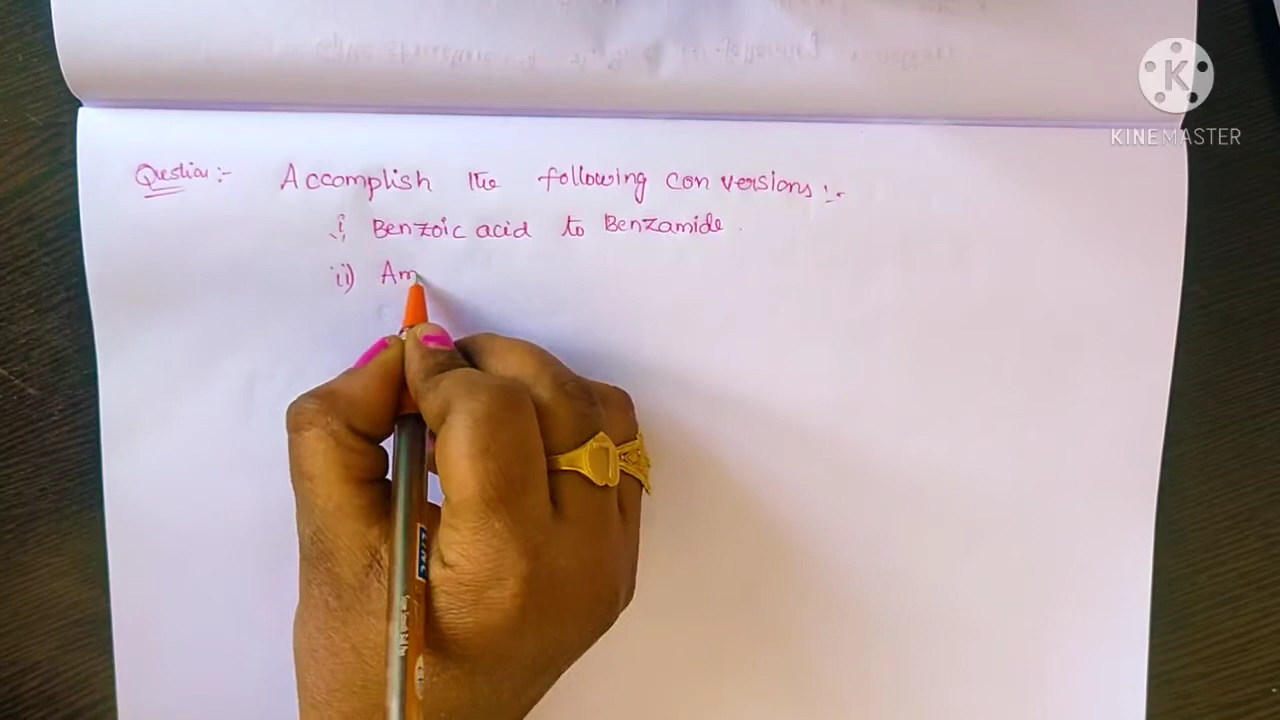 KINEMASTER
Question:- Accomplish the following conversions:-
i, Benzoic acid to Benzamide.
ii) Am